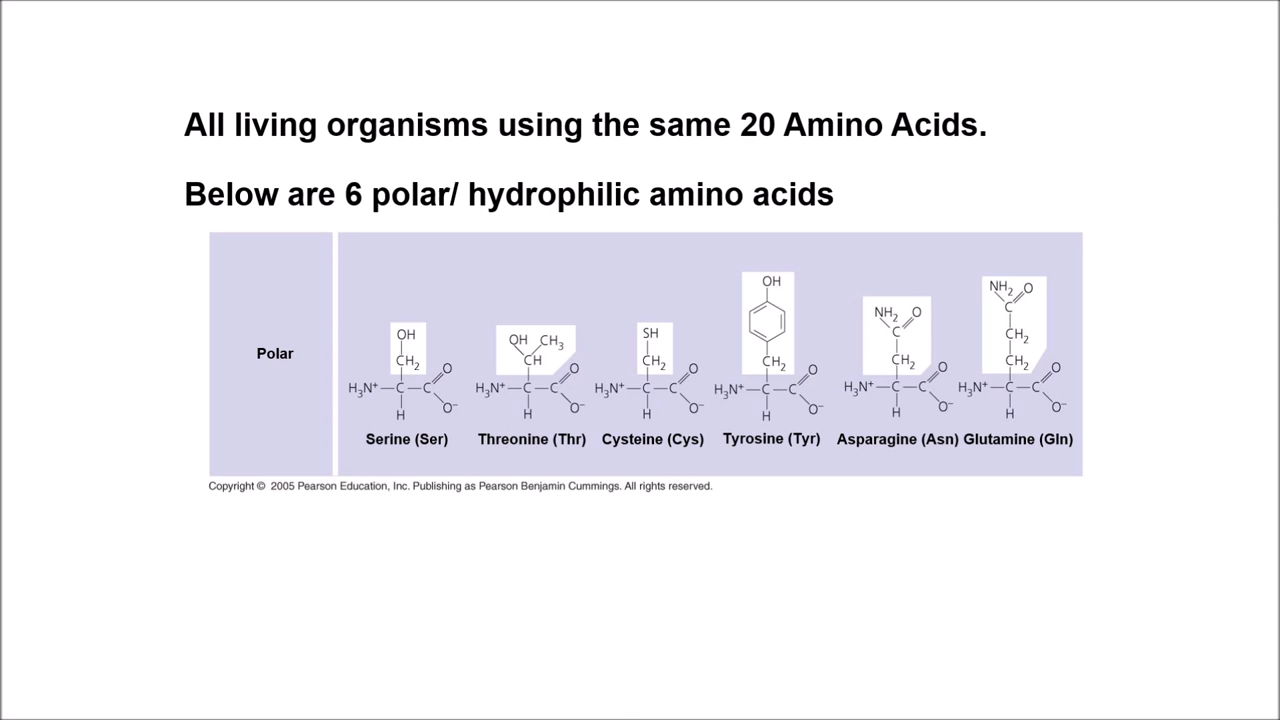 All living organisms using the same 20 Amino Acids.
Below are 6 polar/ hydrophilic amino acids
Polar
OH
CH₂
H₃N⁺ C C O
H O⁻
Serine (Ser)
OH CH₃
CH
H₃N⁺ C C O
H O⁻
Threonine (Thr)
SH
CH₂
H₃N⁺ C C O
H O⁻
Cysteine (Cys)
OH
CH₂
H₃N⁺ C C O
H O⁻
Tyrosine (Tyr)
NH₂ O
C
CH₂
H₃N⁺ C C O
H O⁻
Asparagine (Asn)
NH₂ O
C
CH₂
CH₂
H₃N⁺ C C O
H O⁻
Glutamine (Gln)
Copyright © 2005 Pearson Education, Inc. Publishing as Pearson Benjamin Cummings. All rights reserved.